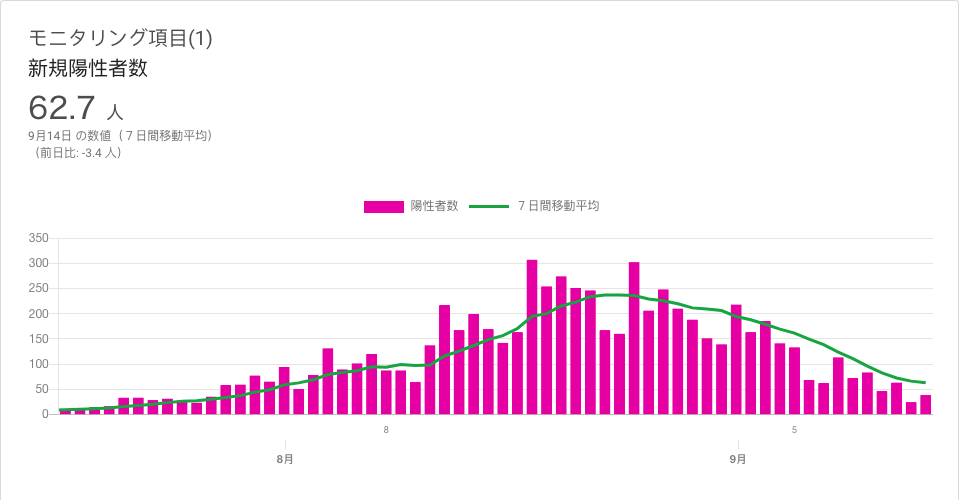 モニタリング項目(1)
新規陽性者数
62.7 人
9月14日 の数値（７日間移動平均）
（前日比: -3.4 人）
陽性者数 ７日間移動平均
350
300
250
200
150
100
50
0
8 5
8月 9月